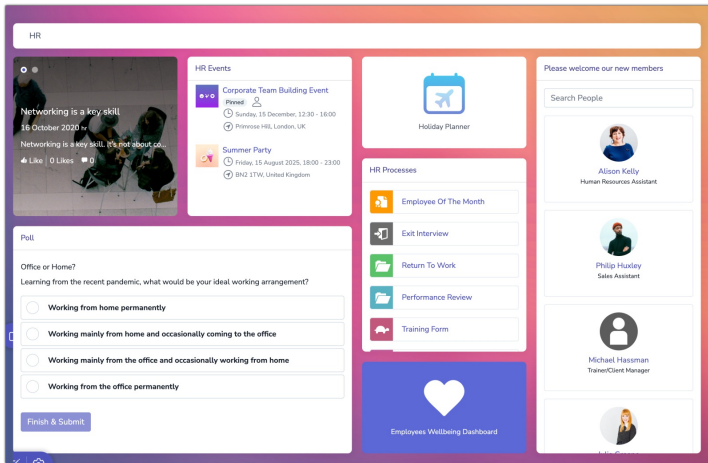 HR
Networking is a key skill
16 October 2020 hr
Networking is a key skill. It's not about co...
Like 0 Likes 0
HR Events
Corporate Team Building Event
Pinned
Sunday, 15 December, 12:30 - 16:00
Primrose Hill, London, UK
Summer Party
Friday, 15 August 2025, 18:00 - 23:00
BN2 1TW, United Kingdom
Poll
Office or Home?
Learning from the recent pandemic, what would be your ideal working arrangement?
Working from home permanently
Working mainly from home and occasionally coming to the office
Working mainly from the office and occasionally working from home
Working from the office permanently
Finish & Submit
Holiday Planner
HR Processes
Employee Of The Month
Exit Interview
Return To Work
Performance Review
Training Form
Employees Wellbeing Dashboard
Please welcome our new members
Search People
Alison Kelly
Human Resources Assistant
Philip Huxley
Sales Assistant
Michael Hassman
Trainer/Client Manager